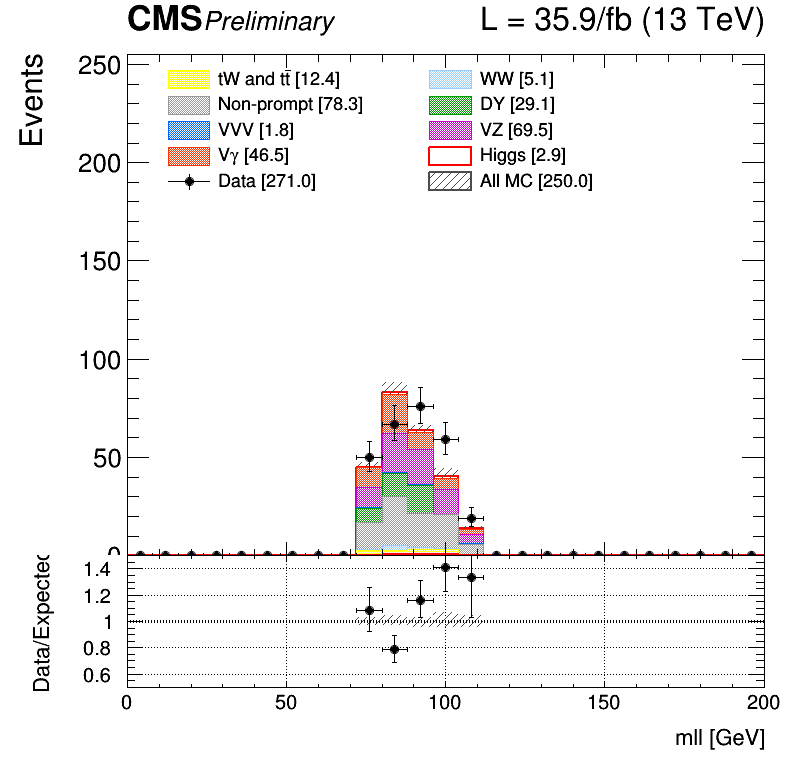 CMS Preliminary L = 35.9/fb (13 TeV)
Events
250
200
150
100
50
0
tW and tt̄ [12.4]
Non-prompt [78.3]
VVV [1.8]
Vγ [46.5]
Data [271.0]
WW [5.1]
DY [29.1]
VZ [69.5]
Higgs [2.9]
All MC [250.0]
Data/Expected
1.4
1.2
1
0.8
0.6
0 50 100 150 200
mll [GeV]